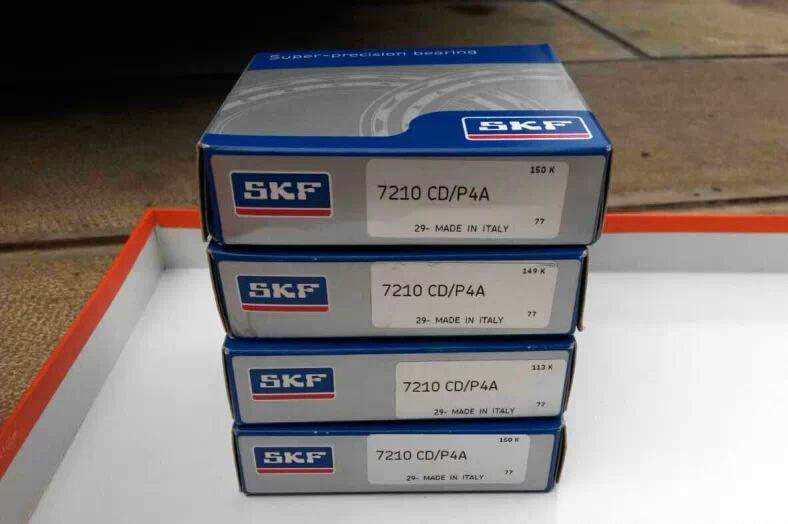 Super-precision bearing
SKF
150 K
SKF
7210 CD/P4A
77
29- MADE IN ITALY
149 K
SKF
7210 CD/P4A
77
29- MADE IN ITALY
113 K
SKF
7210 CD/P4A
77
29- MADE IN ITALY
150 K
SKF
7210 CD/P4A
77
29- MADE IN ITALY